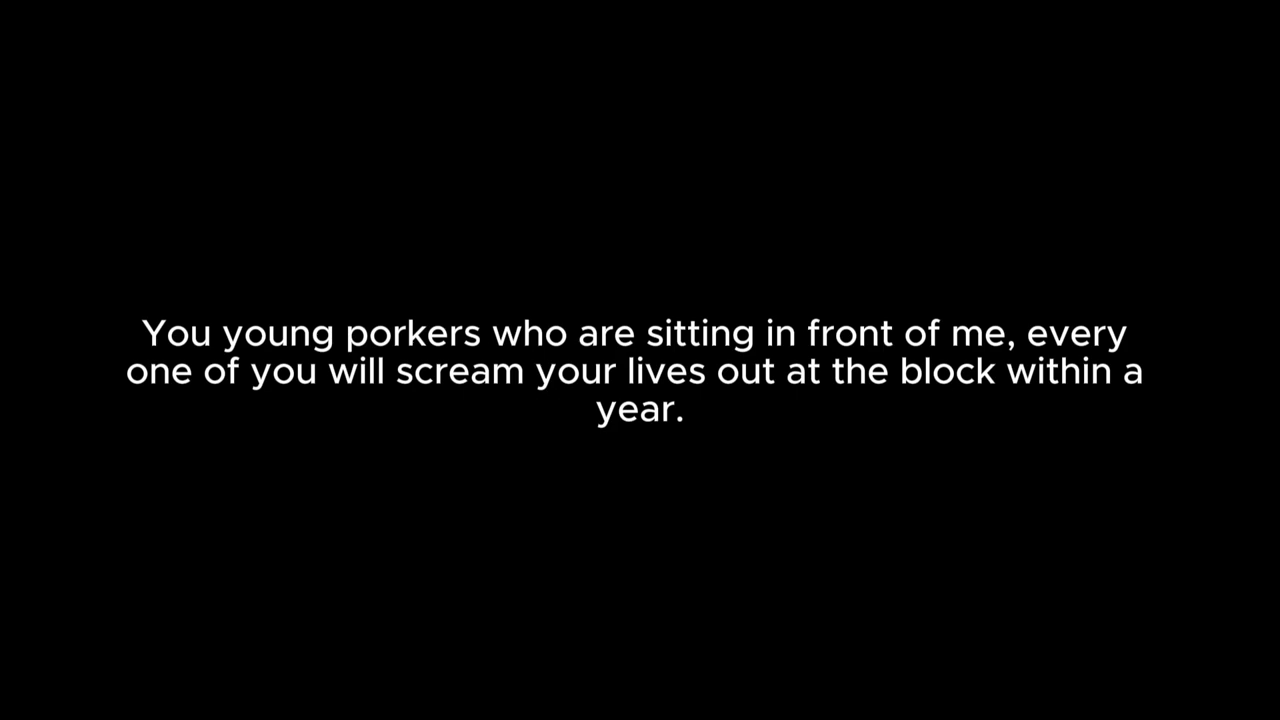 You young porkers who are sitting in front of me, every
one of you will scream your lives out at the block within a
year.